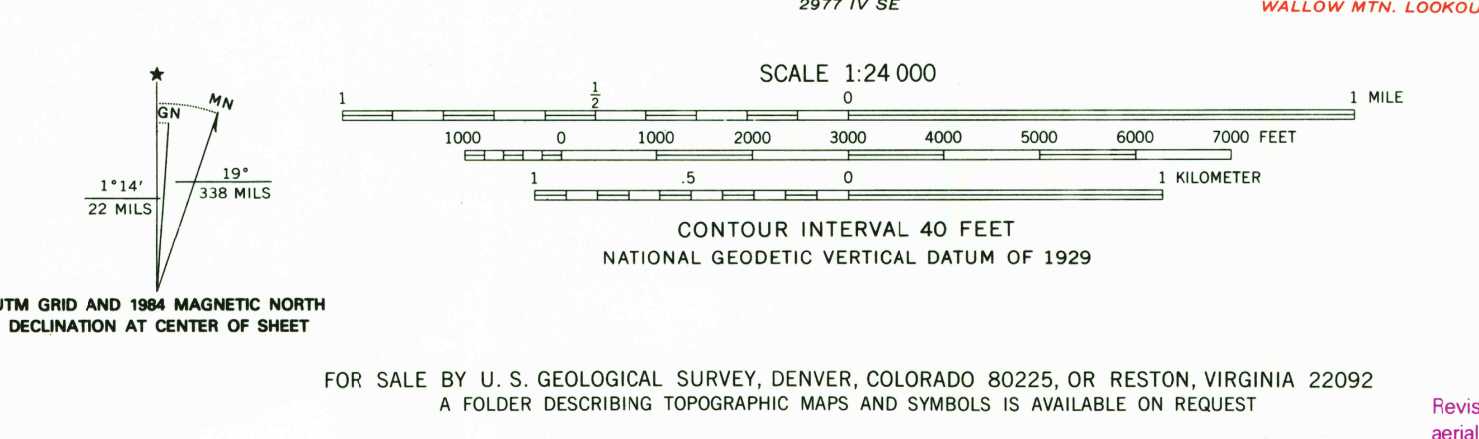 2977 IV SE
WALLOW MTN. LOOKOU
SCALE 1:24 000
1 1/2 0 1 MILE
1000 0 1000 2000 3000 4000 5000 6000 7000 FEET
1 .5 0 1 KILOMETER
CONTOUR INTERVAL 40 FEET
NATIONAL GEODETIC VERTICAL DATUM OF 1929
★
GN
MN
1°14′
22 MILS
19°
338 MILS
UTM GRID AND 1984 MAGNETIC NORTH
DECLINATION AT CENTER OF SHEET
FOR SALE BY U. S. GEOLOGICAL SURVEY, DENVER, COLORADO 80225, OR RESTON, VIRGINIA 22092
A FOLDER DESCRIBING TOPOGRAPHIC MAPS AND SYMBOLS IS AVAILABLE ON REQUEST
Revis
aerial